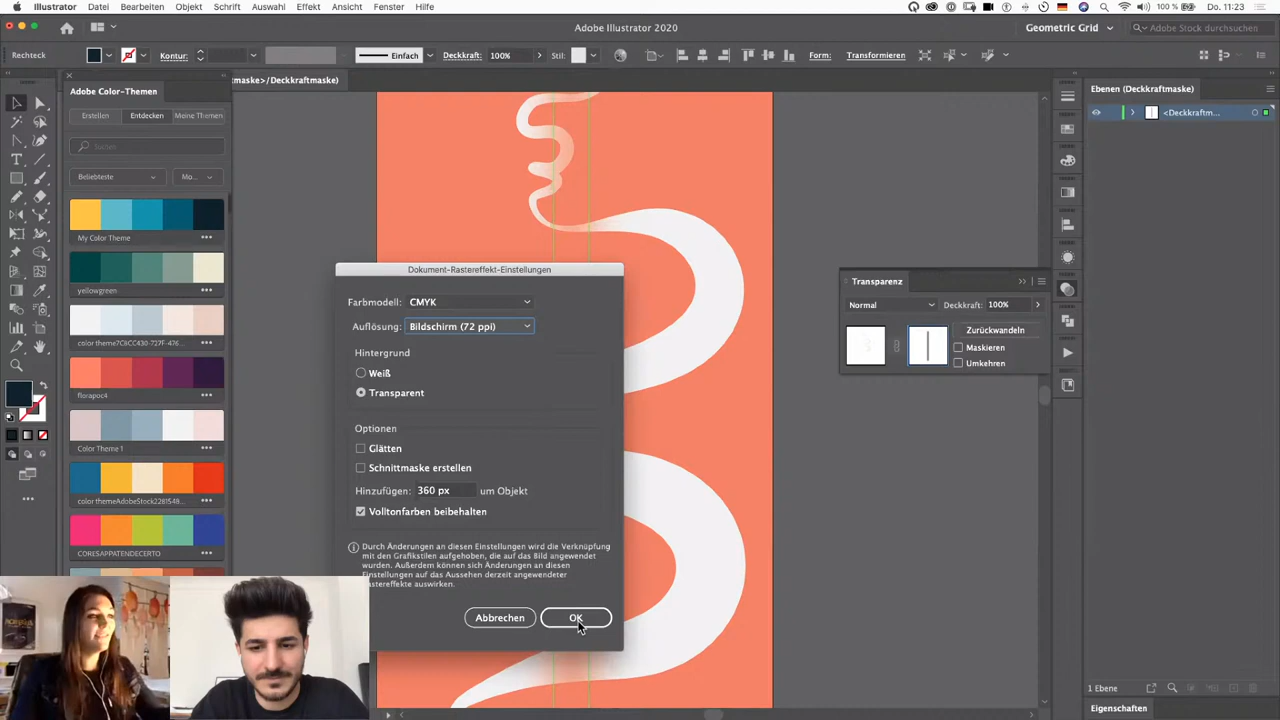 Illustrator Datei Bearbeiten Objekt Schrift Auswahl Effekt Ansicht Fenster Hilfe 100 % Do. 11:23
Adobe Illustrator 2020
Geometric Grid
Adobe Stock durchsuchen
Rechteck Kontur: Einfach Deckkraft: 100% Stil: Form: Transformieren
maske>/Deckkraftmaske)
Adobe Color-Themen
Erstellen Entdecken Meine Themen
Suchen
Beliebteste Mo...
My Color Theme
yellowgreen
color theme7C8CC430-727F-476...
florapoc4
Color Theme 1
color themeAdobeStock2281548...
CORESAPPATENDECERTO
Dokument-Rastereffekt-Einstellungen
Farbmodell: CMYK
Auflösung: Bildschirm (72 ppi)
Hintergrund
Weiß
Transparent
Optionen
Glätten
Schnittmaske erstellen
Hinzufügen: 360 px um Objekt
Volltonfarben beibehalten
Durch Änderungen an diesen Einstellungen wird die Verknüpfung
mit den Grafikstilen aufgehoben, die auf das Bild angewendet
wurden. Außerdem können sich Änderungen an diesen
Einstellungen auf das Aussehen derzeit angewendeter
Rastereffekte auswirken.
Abbrechen OK
Transparenz
Normal Deckkraft: 100%
Zurückwandeln
Maskieren
Umkehren
Ebenen (Deckkraftmaske)
<Deckkraftm...
1 Ebene
Eigenschaften